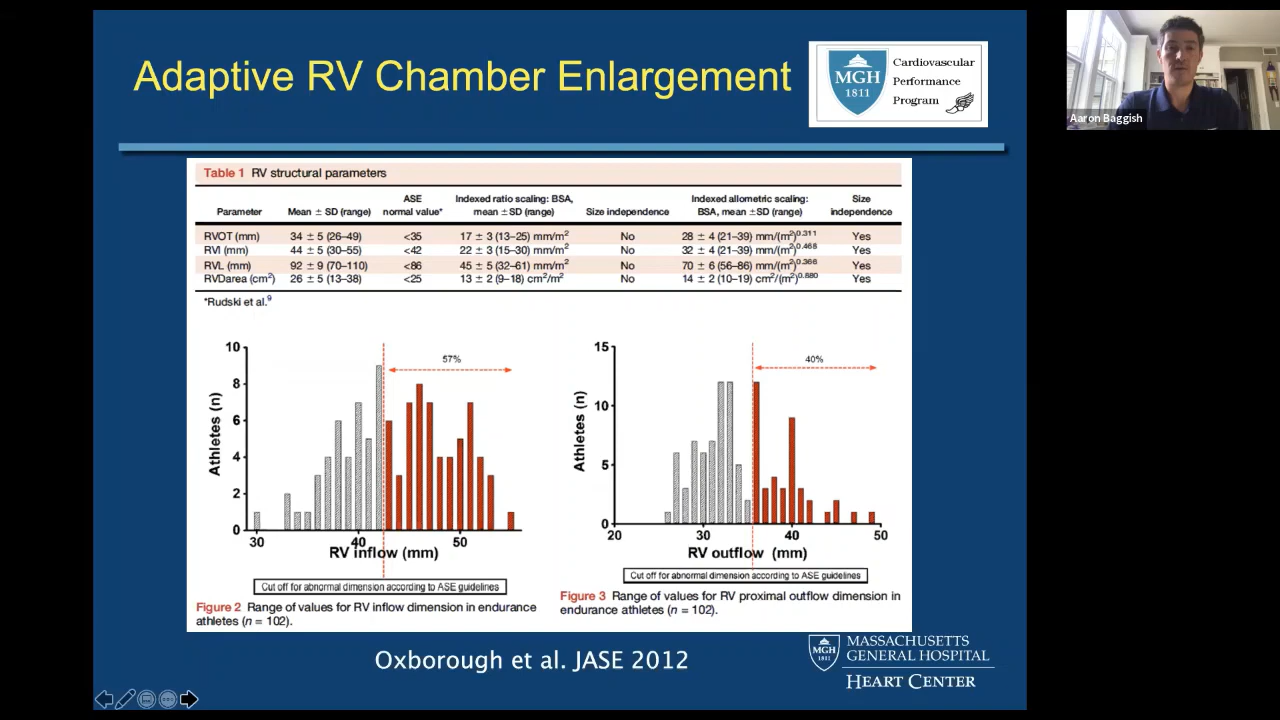 Adaptive RV Chamber Enlargement
MGH
1811
Cardiovascular
Performance
Program
Aaron Baggish
Table 1 RV structural parameters
Parameter Mean ± SD (range) ASE normal value* Indexed ratio scaling: BSA, mean ±SD (range) Size independence Indexed allometric scaling: BSA, mean ±SD (range) Size independence
RVOT (mm) 34 ± 5 (26–49) <35 17 ± 3 (13–25) mm/m² No 28 ± 4 (21–39) mm/(m²)^0.311 Yes
RVI (mm) 44 ± 5 (30–55) <42 22 ± 3 (15–30) mm/m² No 32 ± 4 (21–39) mm/(m²)^0.468 Yes
RVL (mm) 92 ± 9 (70–110) <86 45 ± 5 (32–61) mm/m² No 70 ± 6 (56–86) mm/(m²)^0.366 Yes
RVDarea (cm²) 26 ± 5 (13–38) <25 13 ± 2 (9–18) cm²/m² No 14 ± 2 (10–19) cm²/(m²)^0.880 Yes
*Rudski et al.⁹
Athletes (n)
10
8
6
4
2
0
57%
30 40 50
RV inflow (mm)
Cut off for abnormal dimension according to ASE guidelines
Figure 2 Range of values for RV inflow dimension in endurance
athletes (n = 102).
Athletes (n)
15
10
5
0
40%
20 30 40 50
RV outflow (mm)
Cut off for abnormal dimension according to ASE guidelines
Figure 3 Range of values for RV proximal outflow dimension in
endurance athletes (n = 102).
Oxborough et al. JASE 2012
MGH
1811
MASSACHUSETTS
GENERAL HOSPITAL
HEART CENTER